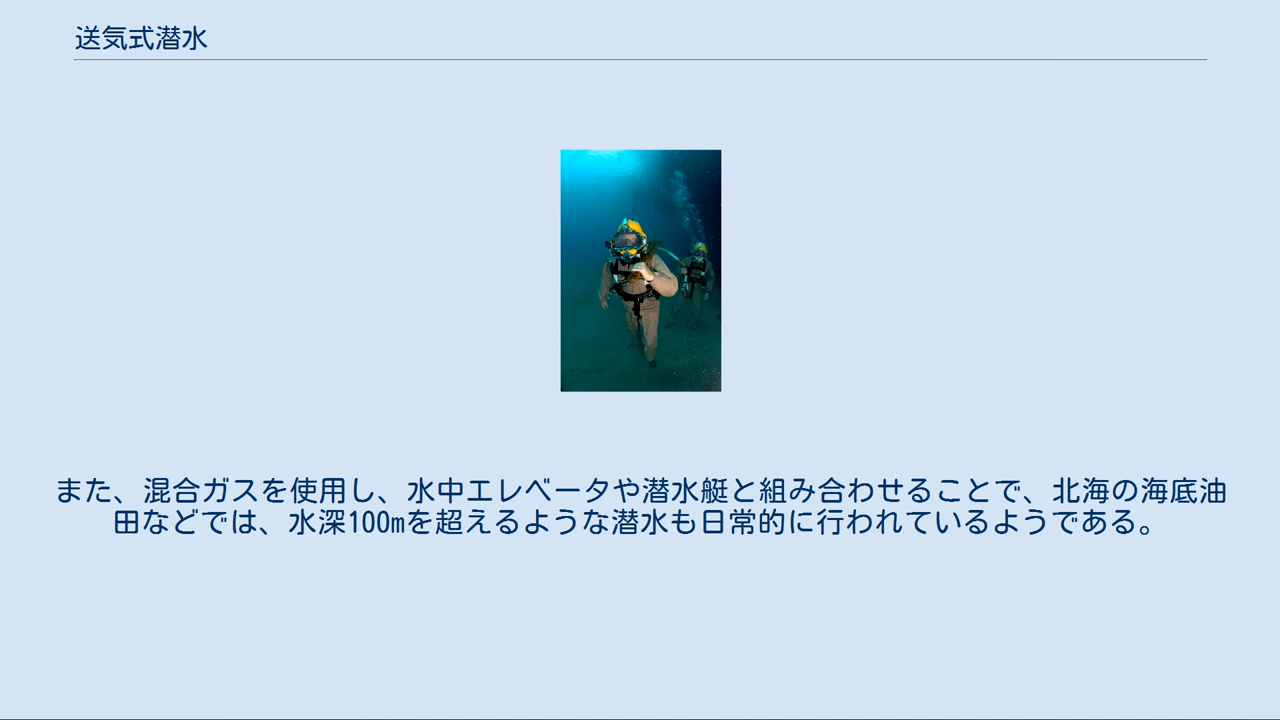 送気式潜水
また、混合ガスを使用し、水中エレベータや潜水艇と組み合わせることで、北海の海底油
田などでは、水深100mを超えるような潜水も日常的に行われているようである。